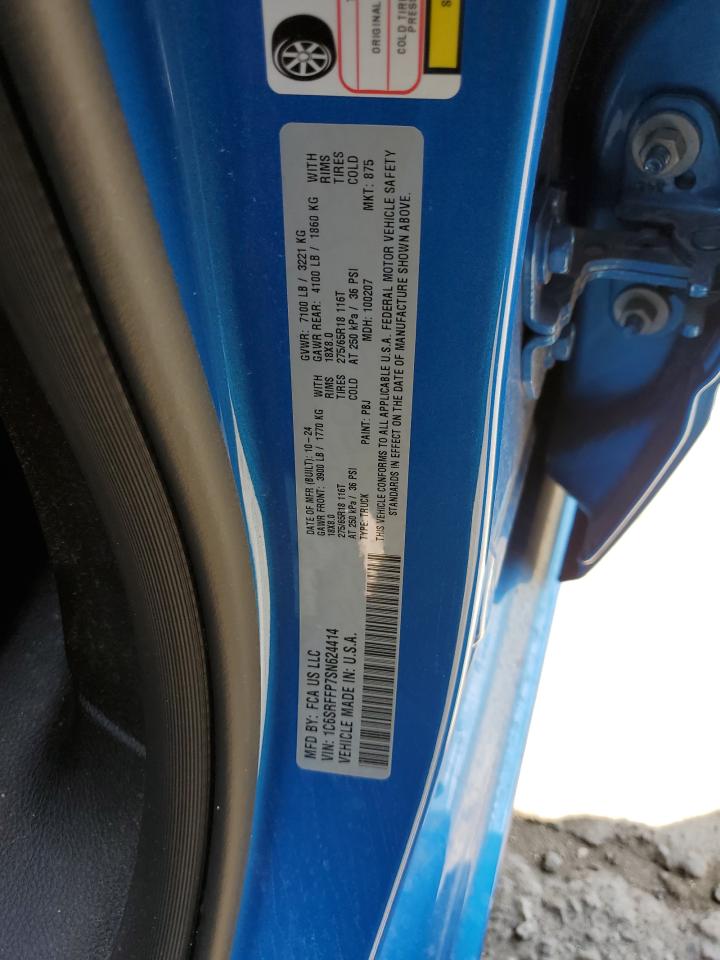 ORIGINAL
COLD TIRE
PRESS
MFD BY: FCA US LLC
VIN: 1C6SRFFP7SN624414
VEHICLE MADE IN: U.S.A.
DATE OF MFR (BUILT): 10-24
GAWR FRONT: 3900 LB / 1770 KG WITH
18X8.0 RIMS
275/65R18 116T TIRES
AT 250 kPa / 36 PSI COLD
TYPE: TRUCK PAINT: PBJ
GVWR: 7100 LB / 3221 KG
GAWR REAR: 4100 LB / 1860 KG WITH
18X8.0 RIMS
275/65R18 116T TIRES
AT 250 kPa / 36 PSI COLD
MDH: 100207 MKT: 875
THIS VEHICLE CONFORMS TO ALL APPLICABLE U.S.A. FEDERAL MOTOR VEHICLE SAFETY
STANDARDS IN EFFECT ON THE DATE OF MANUFACTURE SHOWN ABOVE.